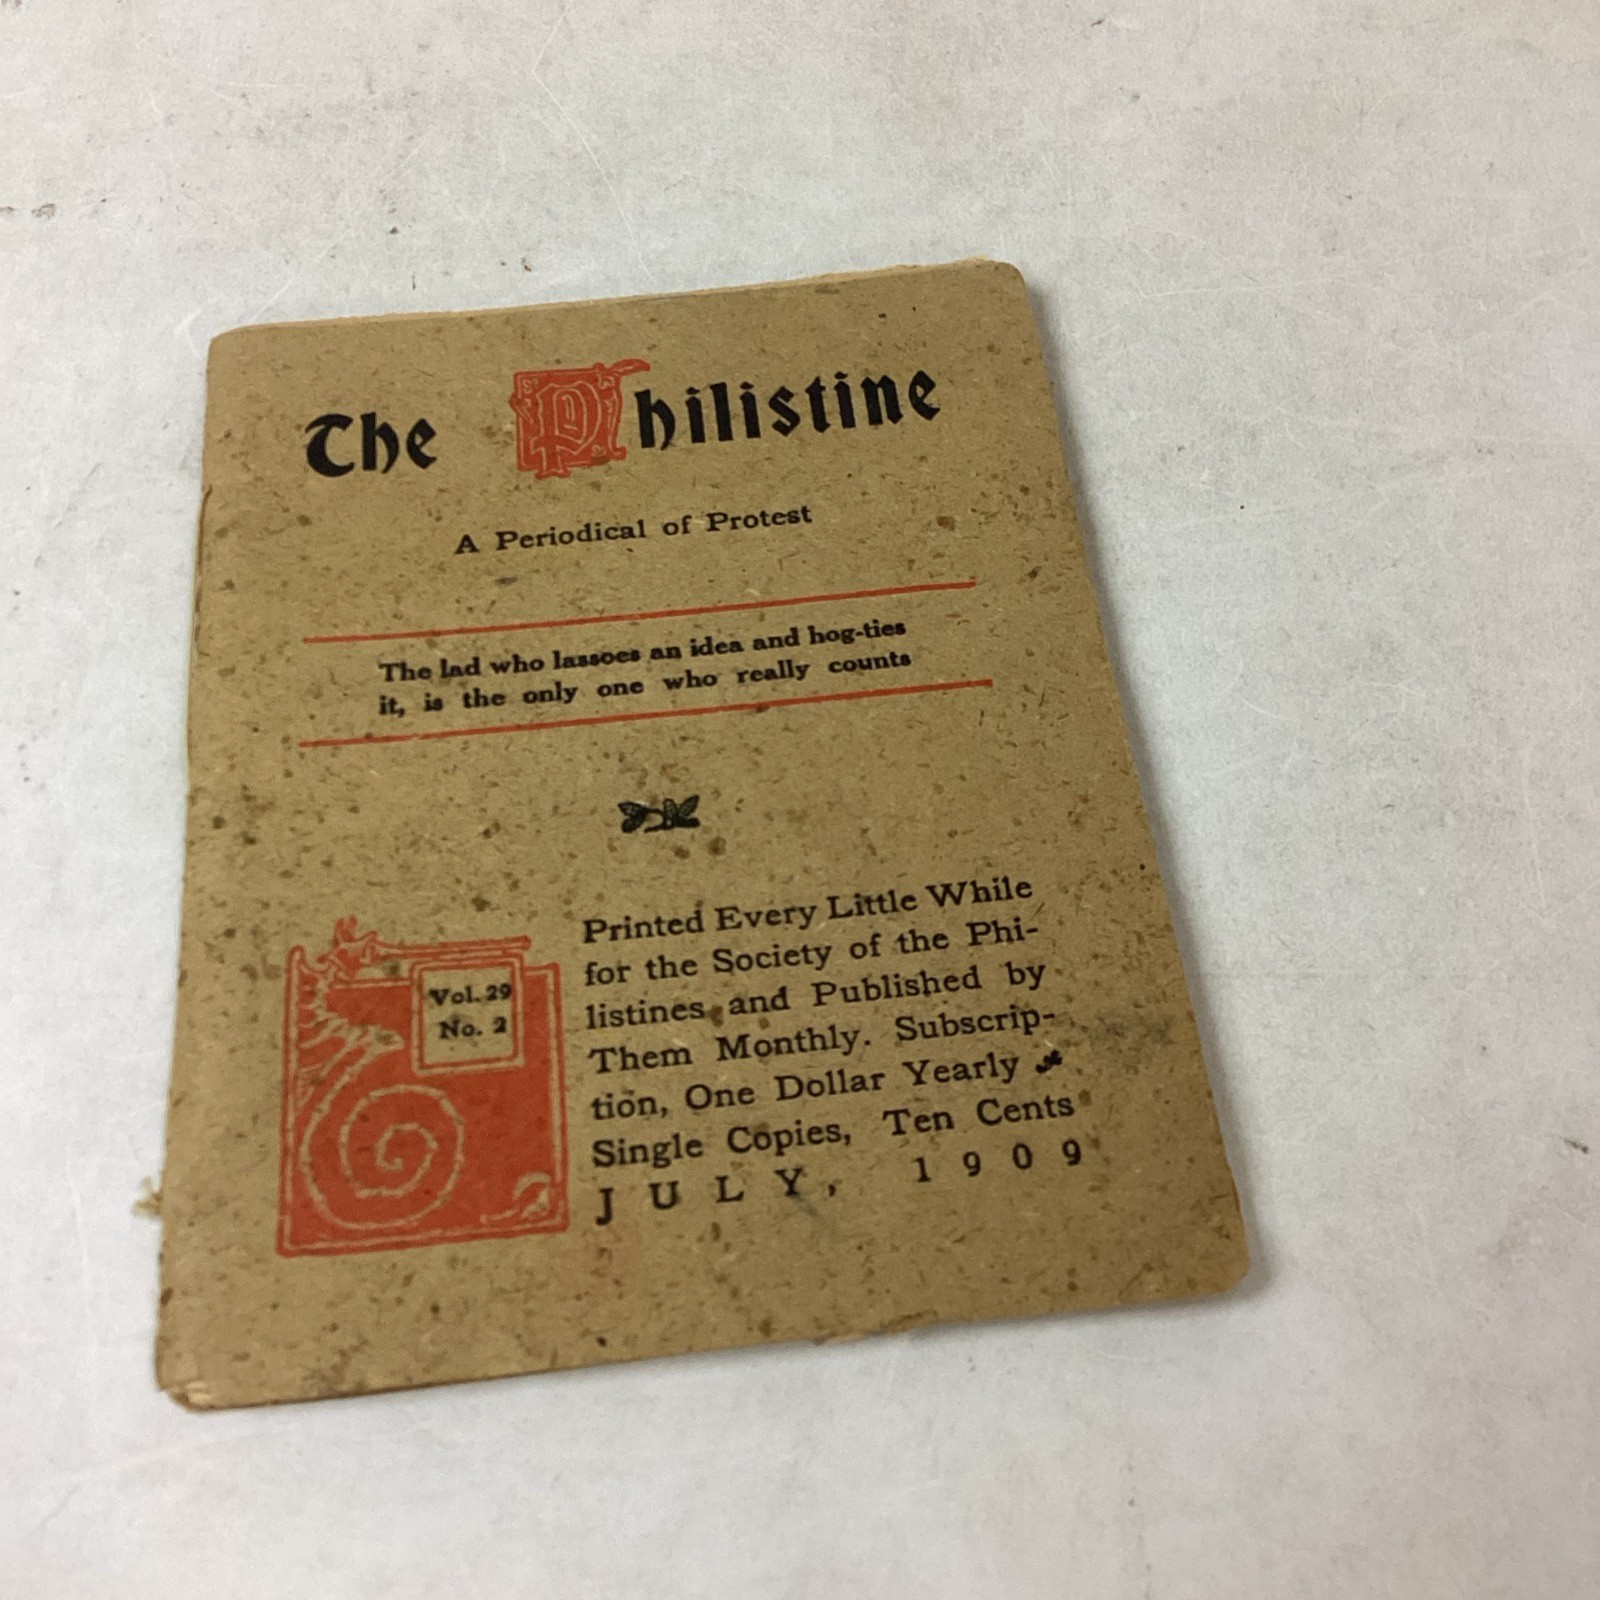 The Philistine
A Periodical of Protest
The lad who lassoes an idea and hog-ties
it, is the only one who really counts
Vol. 29
No. 2
Printed Every Little While
for the Society of the Phi-
listines and Published by
Them Monthly. Subscrip-
tion, One Dollar Yearly
Single Copies, Ten Cents
JULY, 1909